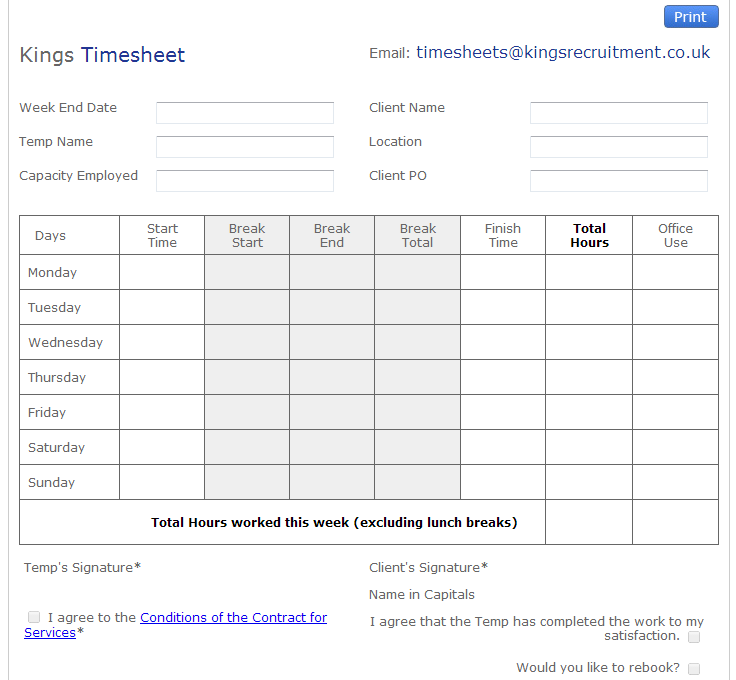 Print
Kings Timesheet
Email: timesheets@kingsrecruitment.co.uk
Week End Date
Client Name
Temp Name
Location
Capacity Employed
Client PO
Days
Start
Time
Break
Start
Break
End
Break
Total
Finish
Time
Total
Hours
Office
Use
Monday
Tuesday
Wednesday
Thursday
Friday
Saturday
Sunday
Total Hours worked this week (excluding lunch breaks)
Temp's Signature*
Client's Signature*
Name in Capitals
I agree to the Conditions of the Contract for
Services*
I agree that the Temp has completed the work to my
satisfaction.
Would you like to rebook?